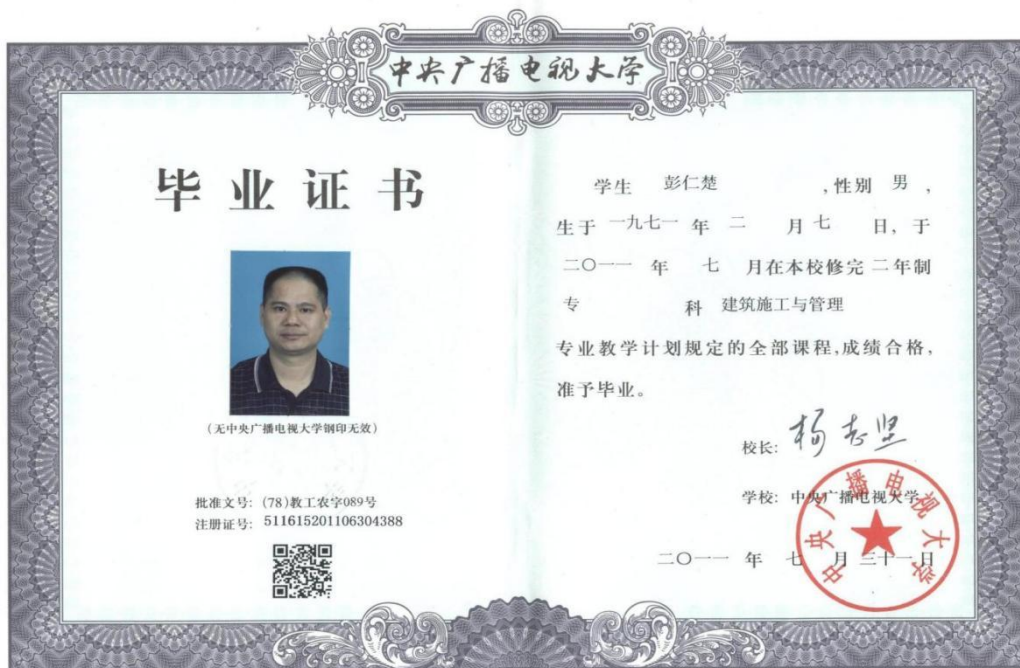 中央广播电视大学
毕业证书
(无中央广播电视大学钢印无效)
批准文号: (78)教工农字089号
注册证号: 511615201106304388
学生 彭仁楚 ,性别 男 ,
生于 一九七一 年 二 月 七 日, 于
二〇一一 年 七 月在本校修完 二年制
专 科 建筑施工与管理
专业教学计划规定的全部课程,成绩合格,
准予毕业。
校长: 杨志坚
学校: 中央广播电视大学
二〇一一 年 七 月 三十一 日
中央广播电视大学